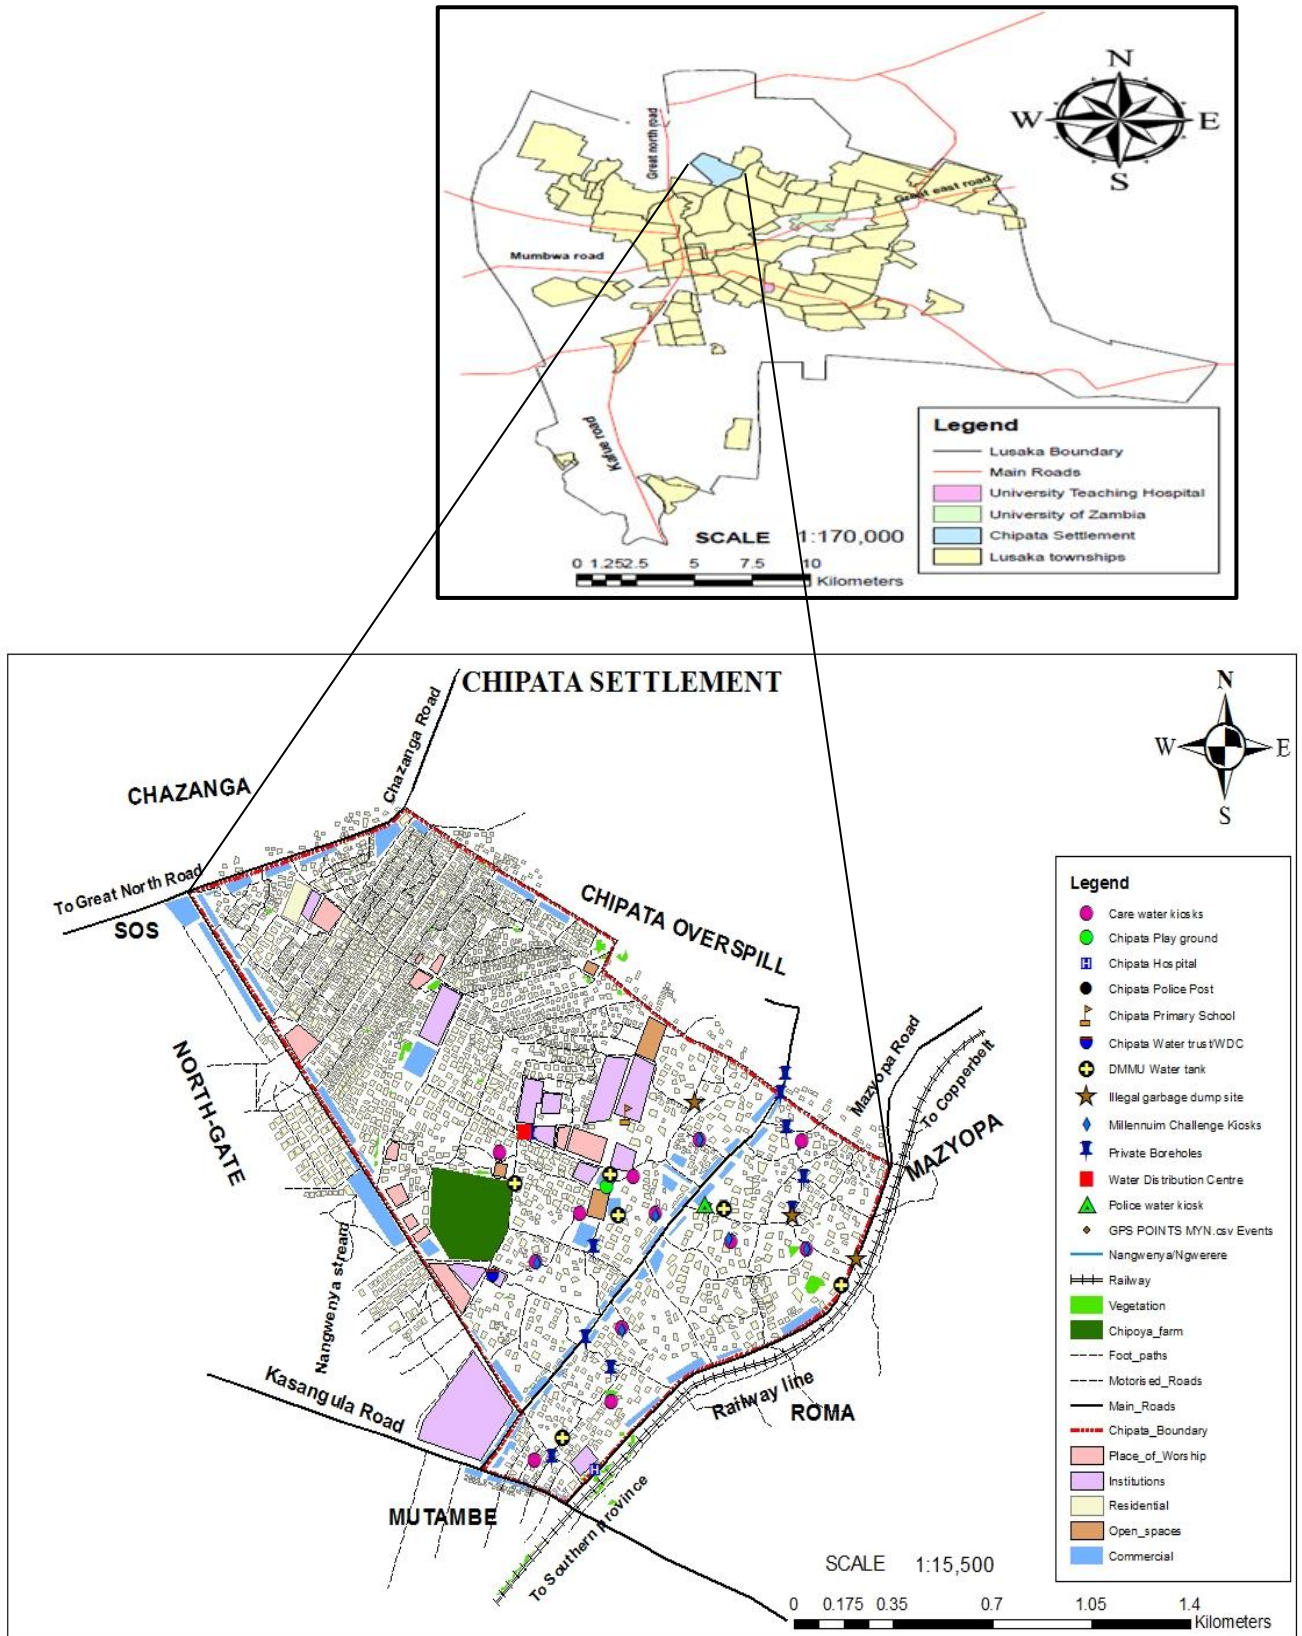 N
W E
S
Great north road
Great east road
Mumbwa road
Kafue road
Legend
Lusaka Boundary
Main Roads
University Teaching Hospital
University of Zambia
Chipata Settlement
Lusaka townships
SCALE 1:170,000
0 1.252.5 5 7.5 10
Kilometers
CHIPATA SETTLEMENT
N
W E
S
CHAZANGA
Chazanga Road
To Great North Road
SOS
CHIPATA OVERSPILL
NORTH-GATE
Mazyopa Road
To Copperbelt
MAZYOPA
Nangwenya stream
Kasangula Road
Railway line
ROMA
MUTAMBE
To Southern province
Legend
Care water kiosks
Chipata Play ground
H Chipata Hospital
Chipata Police Post
Chipata Primary School
Chipata Water trust/WDC
DMMU Water tank
Illegal garbage dump site
Millennuim Challenge Kiosks
Private Boreholes
Water Distribution Centre
Police water kiosk
GPS POINTS MYN.csv Events
Nangwenya/Ngwerere
Railway
Vegetation
Chipoya_farm
Foot_paths
Motorised_Roads
Main_Roads
Chipata_Boundary
Place_of_Worship
Institutions
Residential
Open_spaces
Commercial
SCALE 1:15,500
0 0.175 0.35 0.7 1.05 1.4
Kilometers
H